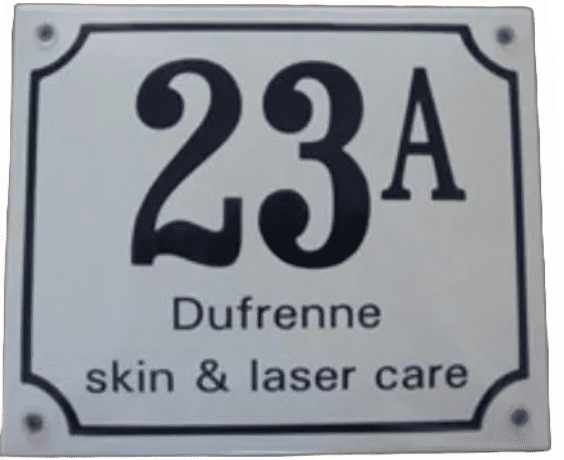 23A
Dufrenne
skin & laser care